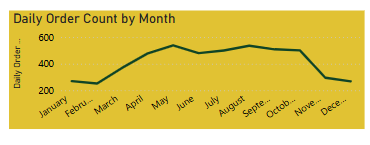 Daily Order Count by Month
Daily Order ...
600
400
200
January
Febru...
March
April
May
June
July
August
Septe...
Octob...
Nove...
Dece...